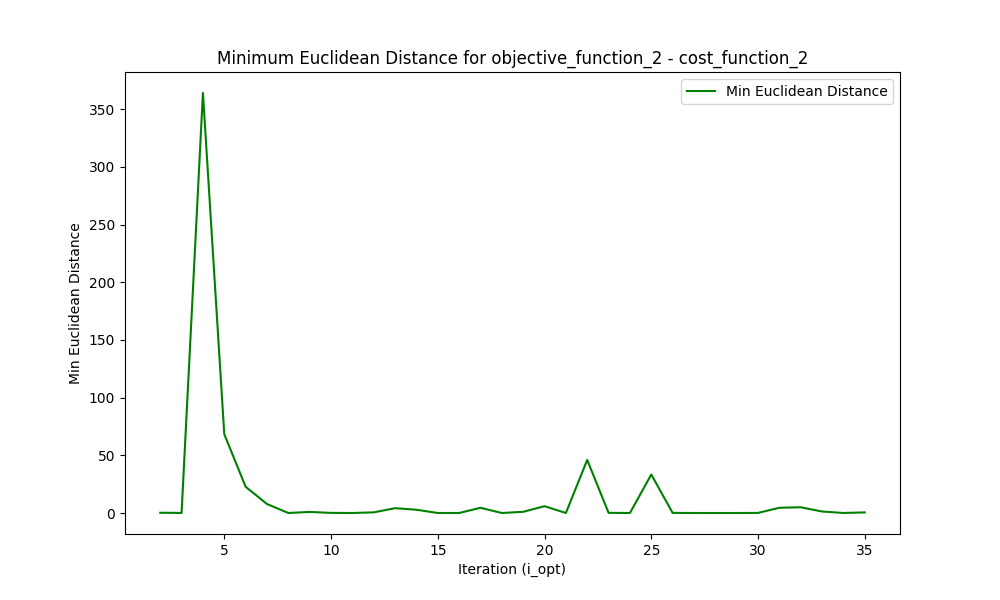 Minimum Euclidean Distance for objective_function_2 - cost_function_2
Min Euclidean Distance
350
300
250
200
150
100
50
0
Min Euclidean Distance
5 10 15 20 25 30 35
Iteration (i_opt)